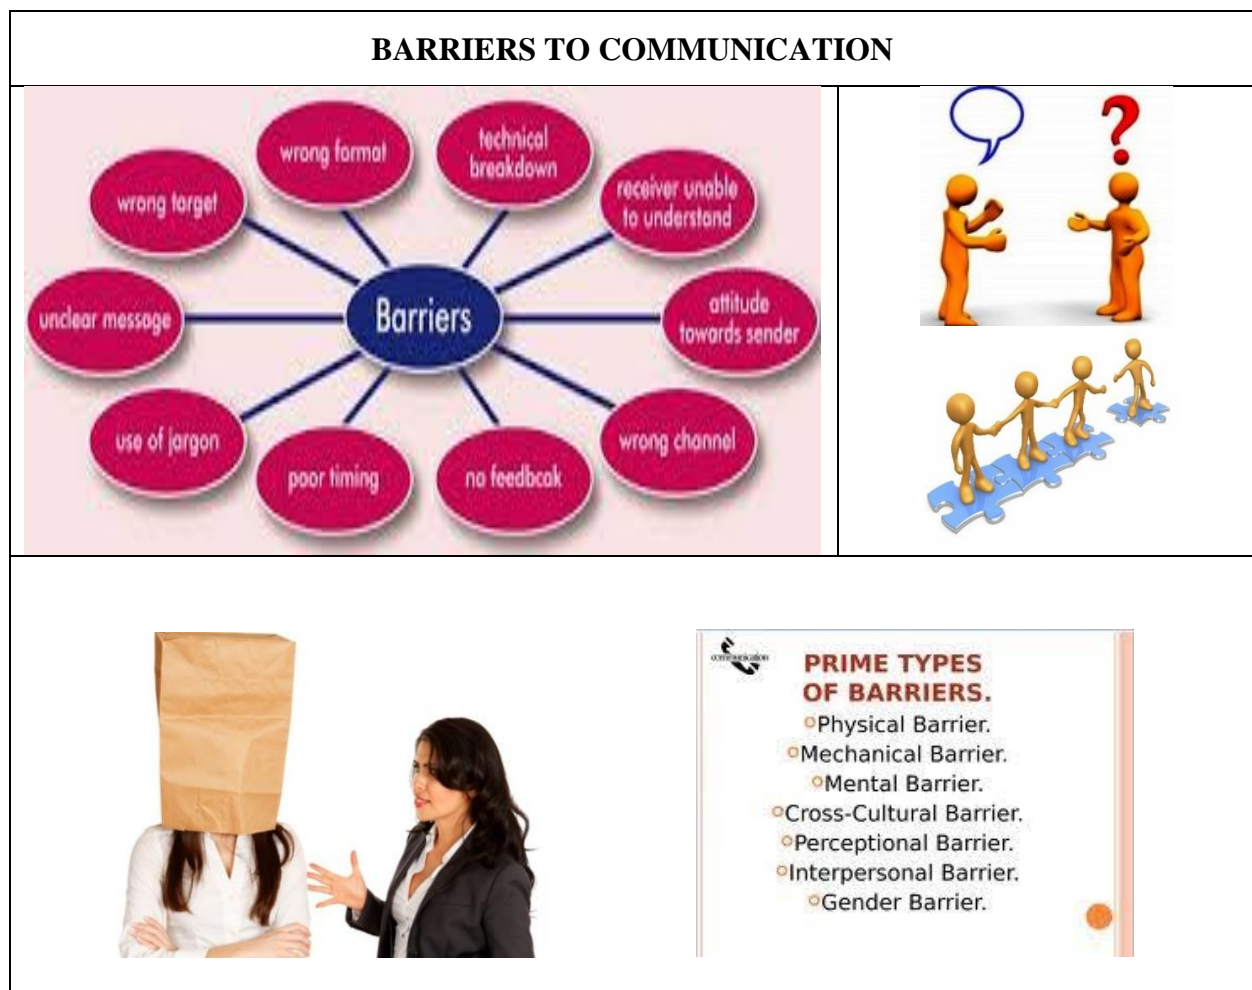 BARRIERS TO COMMUNICATION
wrong format
technical
breakdown
wrong target
receiver unable
to understand
unclear message
Barriers
attitude
towards sender
use of jargon
poor timing
no feedbcak
wrong channel
?
communication
PRIME TYPES
OF BARRIERS.
Physical Barrier.
Mechanical Barrier.
Mental Barrier.
Cross-Cultural Barrier.
Perceptional Barrier.
Interpersonal Barrier.
Gender Barrier.